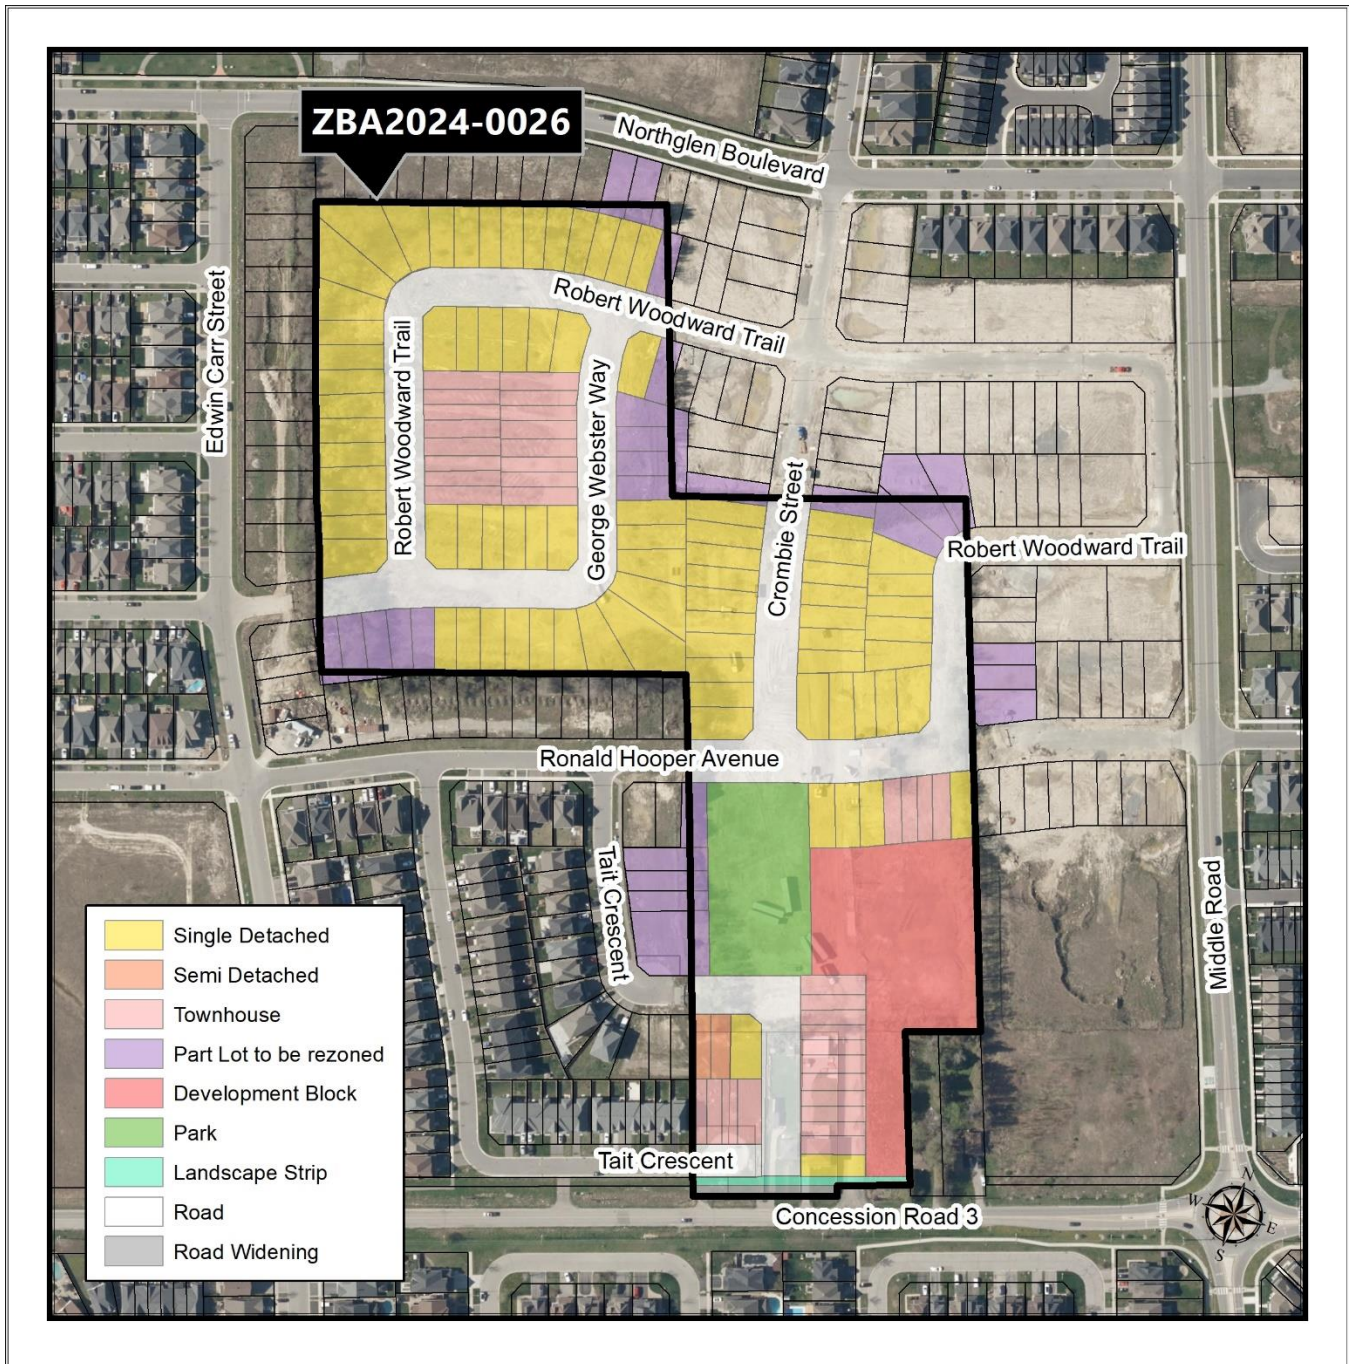 ZBA2024-0026
Northglen Boulevard
Edwin Carr Street
Robert Woodward Trail
Robert Woodward Trail
George Webster Way
Crombie Street
Robert Woodward Trail
Ronald Hooper Avenue
Tait Crescent
Middle Road
Single Detached
Semi Detached
Townhouse
Part Lot to be rezoned
Development Block
Park
Landscape Strip
Road
Road Widening
Tait Crescent
Concession Road 3
N
W
E
S